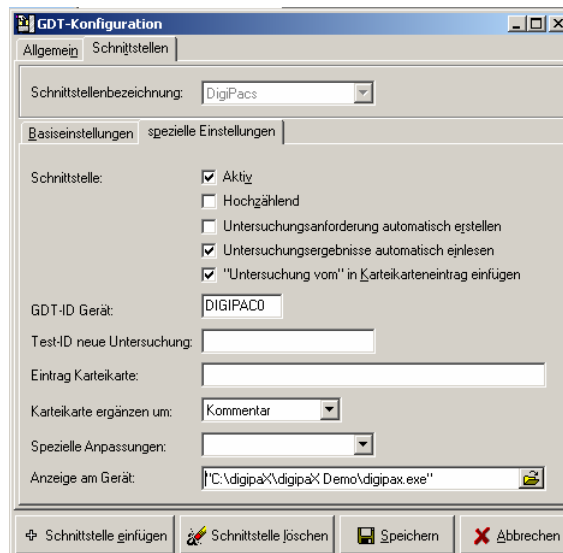 GDT-Konfiguration
Allgemein Schnittstellen
Schnittstellenbezeichnung: DigiPacs
Basiseinstellungen spezielle Einstellungen
Schnittstelle: Aktiv
Hochzählend
Untersuchungsanforderung automatisch erstellen
Untersuchungsergebnisse automatisch einlesen
"Untersuchung vom" in Karteikarteneintrag einfügen
GDT-ID Gerät: DIGIPAC0
Test-ID neue Untersuchung:
Eintrag Karteikarte:
Karteikarte ergänzen um: Kommentar
Spezielle Anpassungen:
Anzeige am Gerät: "C:\digipaX\digipaX Demo\digipax.exe"
Schnittstelle einfügen Schnittstelle löschen Speichern Abbrechen